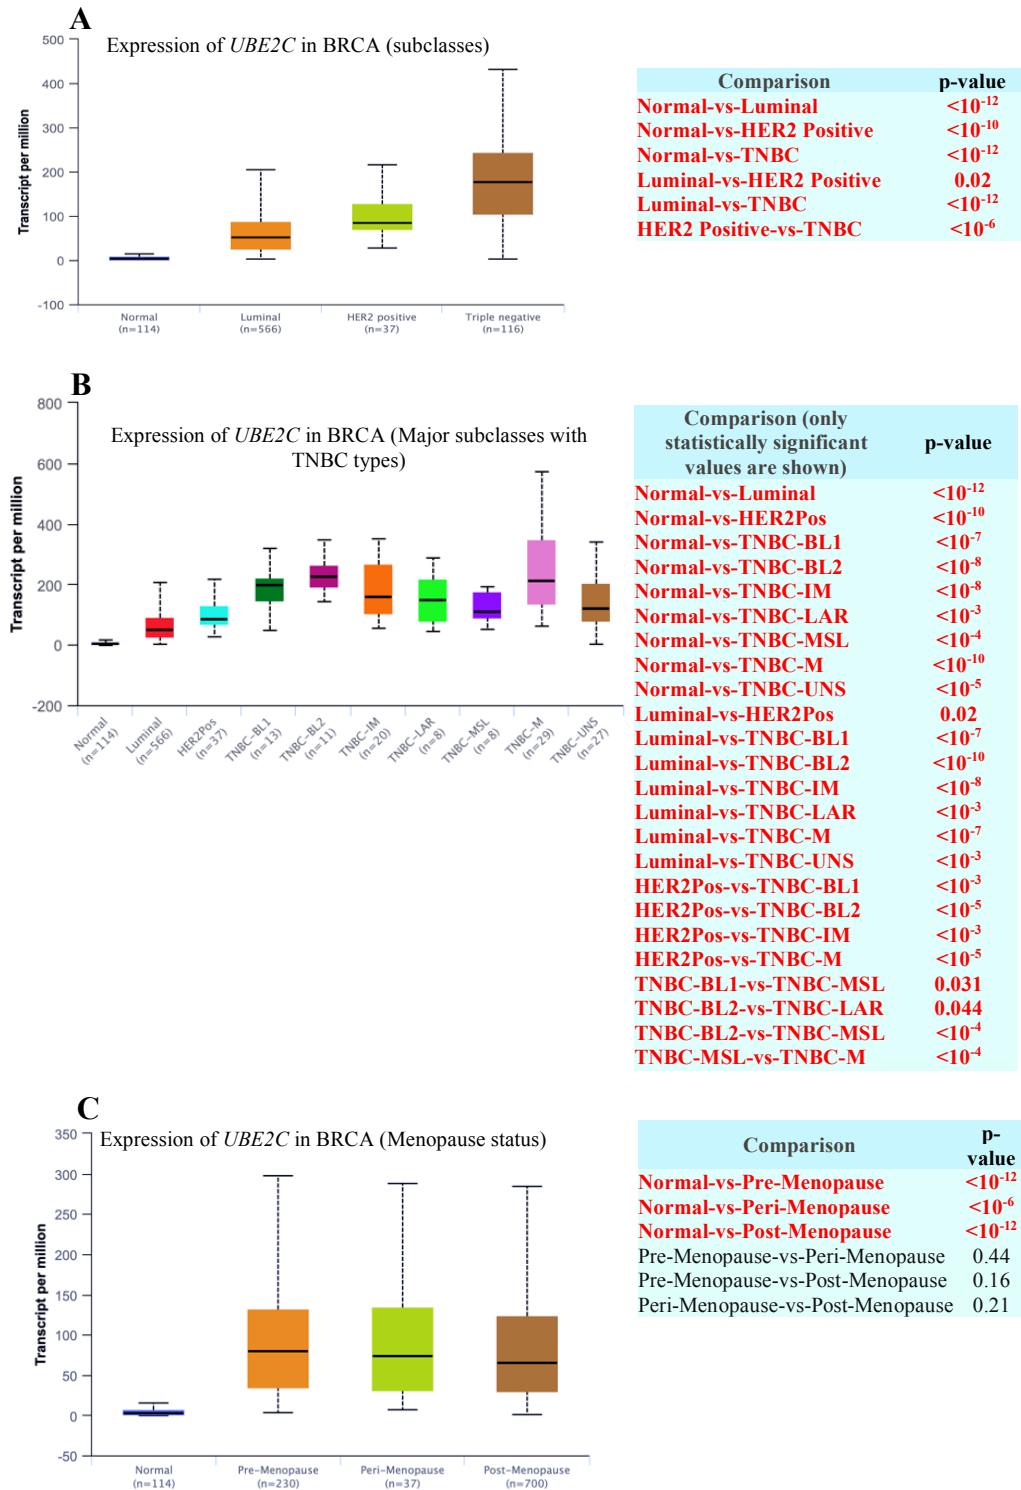 A
Expression of UBE2C in BRCA (subclasses)
500
400
300
200
100
0
-100
Transcript per million
Normal
(n=114)
Luminal
(n=566)
HER2 positive
(n=37)
Triple negative
(n=116)
Comparison p-value
Normal-vs-Luminal <10-12
Normal-vs-HER2 Positive <10-10
Normal-vs-TNBC <10-12
Luminal-vs-HER2 Positive 0.02
Luminal-vs-TNBC <10-12
HER2 Positive-vs-TNBC <10-6
B
Expression of UBE2C in BRCA (Major subclasses with
TNBC types)
800
600
400
200
0
-200
Transcript per million
Normal
(n=114)
Luminal
(n=566)
HER2Pos
(n=37)
TNBC-BL1
(n=13)
TNBC-BL2
(n=11)
TNBC-IM
(n=20)
TNBC-LAR
(n=8)
TNBC-MSL
(n=8)
TNBC-M
(n=29)
TNBC-UNS
(n=27)
Comparison (only
statistically significant
values are shown)
p-value
Normal-vs-Luminal <10-12
Normal-vs-HER2Pos <10-10
Normal-vs-TNBC-BL1 <10-7
Normal-vs-TNBC-BL2 <10-8
Normal-vs-TNBC-IM <10-8
Normal-vs-TNBC-LAR <10-3
Normal-vs-TNBC-MSL <10-4
Normal-vs-TNBC-M <10-10
Normal-vs-TNBC-UNS <10-5
Luminal-vs-HER2Pos 0.02
Luminal-vs-TNBC-BL1 <10-7
Luminal-vs-TNBC-BL2 <10-10
Luminal-vs-TNBC-IM <10-8
Luminal-vs-TNBC-LAR <10-3
Luminal-vs-TNBC-M <10-7
Luminal-vs-TNBC-UNS <10-3
HER2Pos-vs-TNBC-BL1 <10-3
HER2Pos-vs-TNBC-BL2 <10-5
HER2Pos-vs-TNBC-IM <10-3
HER2Pos-vs-TNBC-M <10-5
TNBC-BL1-vs-TNBC-MSL 0.031
TNBC-BL2-vs-TNBC-LAR 0.044
TNBC-BL2-vs-TNBC-MSL <10-4
TNBC-MSL-vs-TNBC-M <10-4
C
Expression of UBE2C in BRCA (Menopause status)
350
300
250
200
150
100
50
0
-50
Transcript per million
Normal
(n=114)
Pre-Menopause
(n=230)
Peri-Menopause
(n=37)
Post-Menopause
(n=700)
Comparison
p-
value
Normal-vs-Pre-Menopause <10-12
Normal-vs-Peri-Menopause <10-6
Normal-vs-Post-Menopause <10-12
Pre-Menopause-vs-Peri-Menopause 0.44
Pre-Menopause-vs-Post-Menopause 0.16
Peri-Menopause-vs-Post-Menopause 0.21